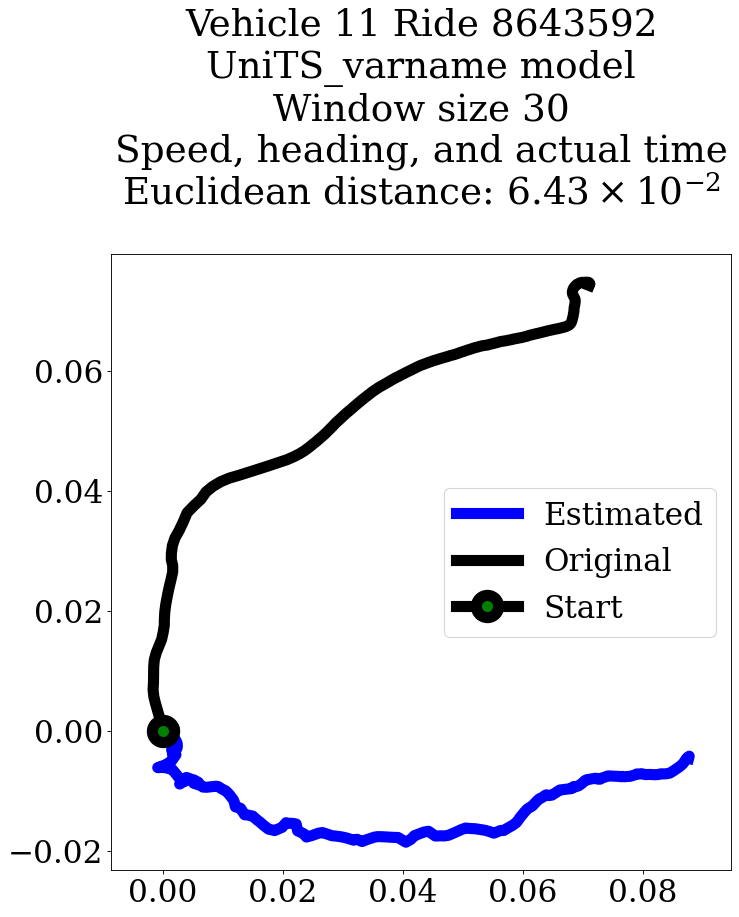 Vehicle 11 Ride 8643592
UniTS_varname model
Window size 30
Speed, heading, and actual time
Euclidean distance: 6.43 × 10⁻²
0.06
0.04
0.02
0.00
−0.02
Estimated
Original
Start
0.00 0.02 0.04 0.06 0.08